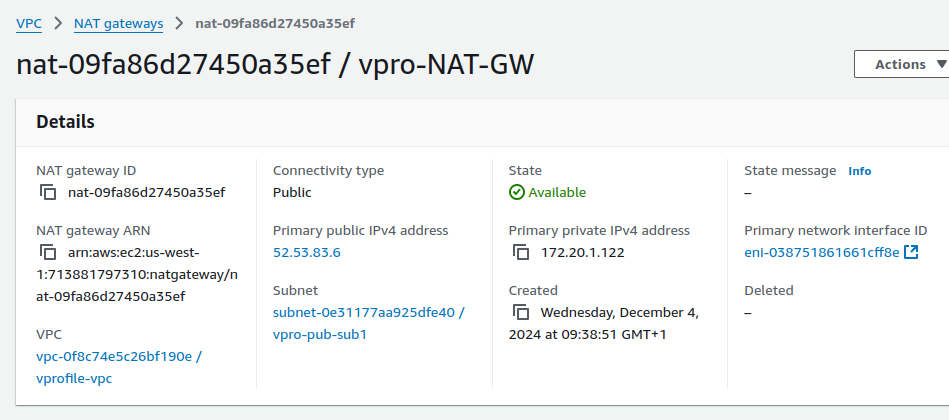 VPC > NAT gateways > nat-09fa86d27450a35ef
nat-09fa86d27450a35ef / vpro-NAT-GW
Actions
Details
NAT gateway ID
nat-09fa86d27450a35ef
NAT gateway ARN
arn:aws:ec2:us-west-
1:713881797310:natgateway/n
at-09fa86d27450a35ef
VPC
vpc-0f8c74e5c26bf190e /
vprofile-vpc
Connectivity type
Public
Primary public IPv4 address
52.53.83.6
Subnet
subnet-0e31177aa925dfe40 /
vpro-pub-sub1
State
Available
Primary private IPv4 address
172.20.1.122
Created
Wednesday, December 4,
2024 at 09:38:51 GMT+1
State message Info
–
Primary network interface ID
eni-038751861661cff8e
Deleted
–